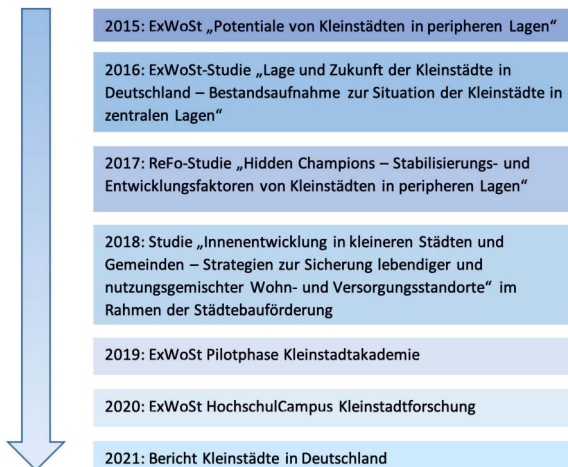 2015: ExWoSt „Potentiale von Kleinstädten in peripheren Lagen“
2016: ExWoSt-Studie „Lage und Zukunft der Kleinstädte in
Deutschland – Bestandsaufnahme zur Situation der Kleinstädte in
zentralen Lagen“
2017: ReFo-Studie „Hidden Champions – Stabilisierungs- und
Entwicklungsfaktoren von Kleinstädten in peripheren Lagen“
2018: Studie „Innenentwicklung in kleineren Städten und
Gemeinden – Strategien zur Sicherung lebendiger und
nutzungsgemischter Wohn- und Versorgungsstandorte“ im
Rahmen der Städtebauförderung
2019: ExWoSt Pilotphase Kleinstadtakademie
2020: ExWoSt HochschulCampus Kleinstadtforschung
2021: Bericht Kleinstädte in Deutschland